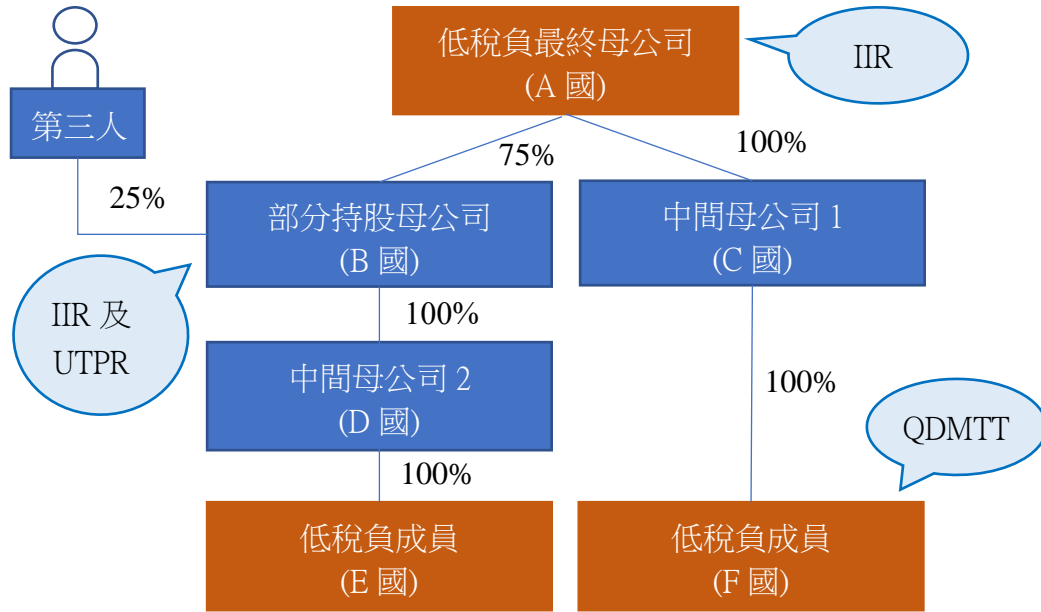 低稅負最終母公司
(A 國)
IIR
第三人
75%
100%
25%
部分持股母公司
(B 國)
中間母公司 1
(C 國)
IIR 及
UTPR
100%
中間母公司 2
(D 國)
100%
QDMTT
100%
低稅負成員
(E 國)
低稅負成員
(F 國)